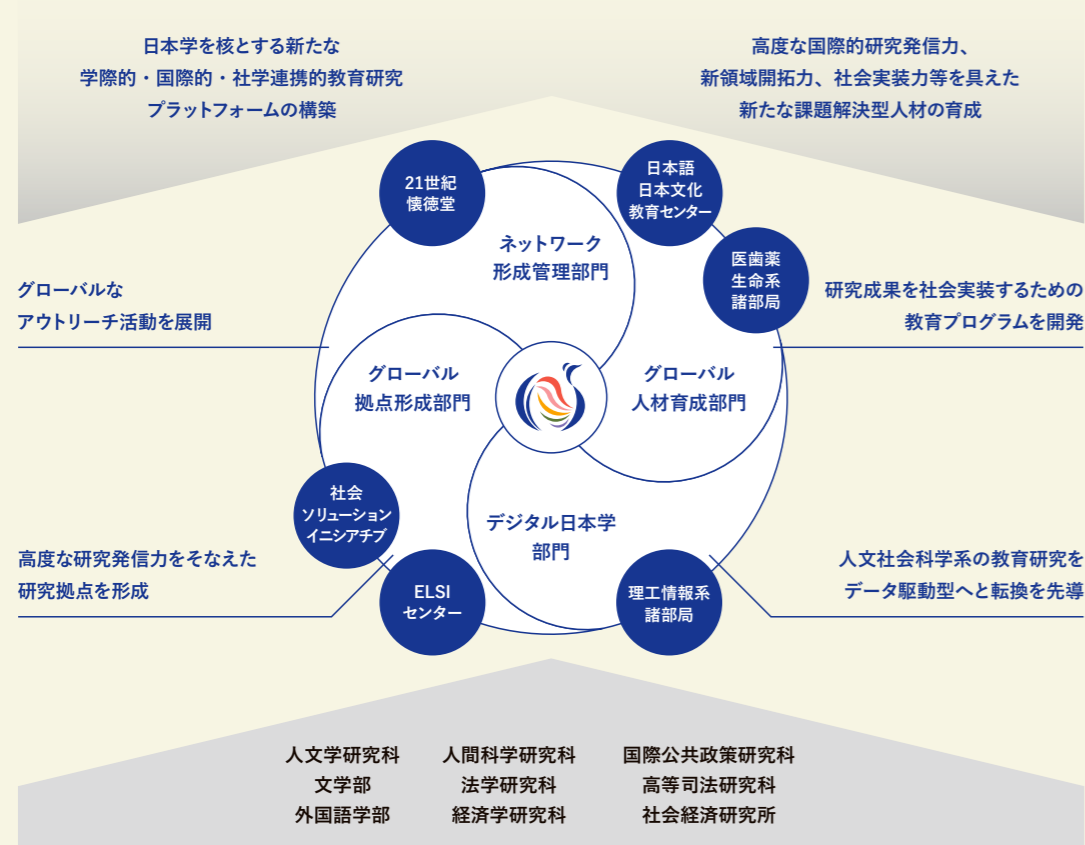 日本学を核とする新たな
学際的・国際的・社学連携的教育研究
プラットフォームの構築
高度な国際的研究発信力、
新領域開拓力、社会実装力等を具えた
新たな課題解決型人材の育成
21世紀
懐徳堂
日本語
日本文化
教育センター
ネットワーク
形成管理部門
医歯薬
生命系
諸部局
グローバルな
アウトリーチ活動を展開
研究成果を社会実装するための
教育プログラムを開発
グローバル
拠点形成部門
グローバル
人材育成部門
社会
ソリューション
イニシアチブ
デジタル日本学
部門
高度な研究発信力をそなえた
研究拠点を形成
ELSI
センター
理工情報系
諸部局
人文社会科学系の教育研究を
データ駆動型へと転換を先導
人文学研究科
文学部
外国語学部
人間科学研究科
法学研究科
経済学研究科
国際公共政策研究科
高等司法研究科
社会経済研究所